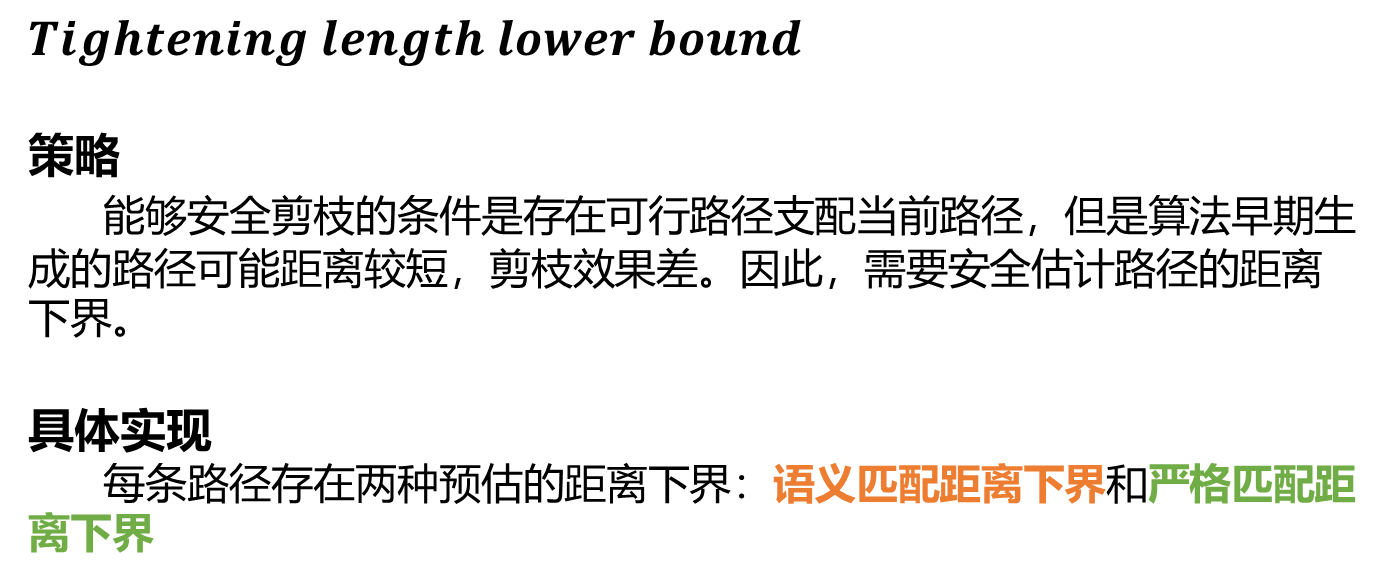 Tightening length lower bound
策略
能够安全剪枝的条件是存在可行路径支配当前路径，但是算法早期生
成的路径可能距离较短，剪枝效果差。因此，需要安全估计路径的距离
下界。
具体实现
每条路径存在两种预估的距离下界：语义匹配距离下界和严格匹配距
离下界